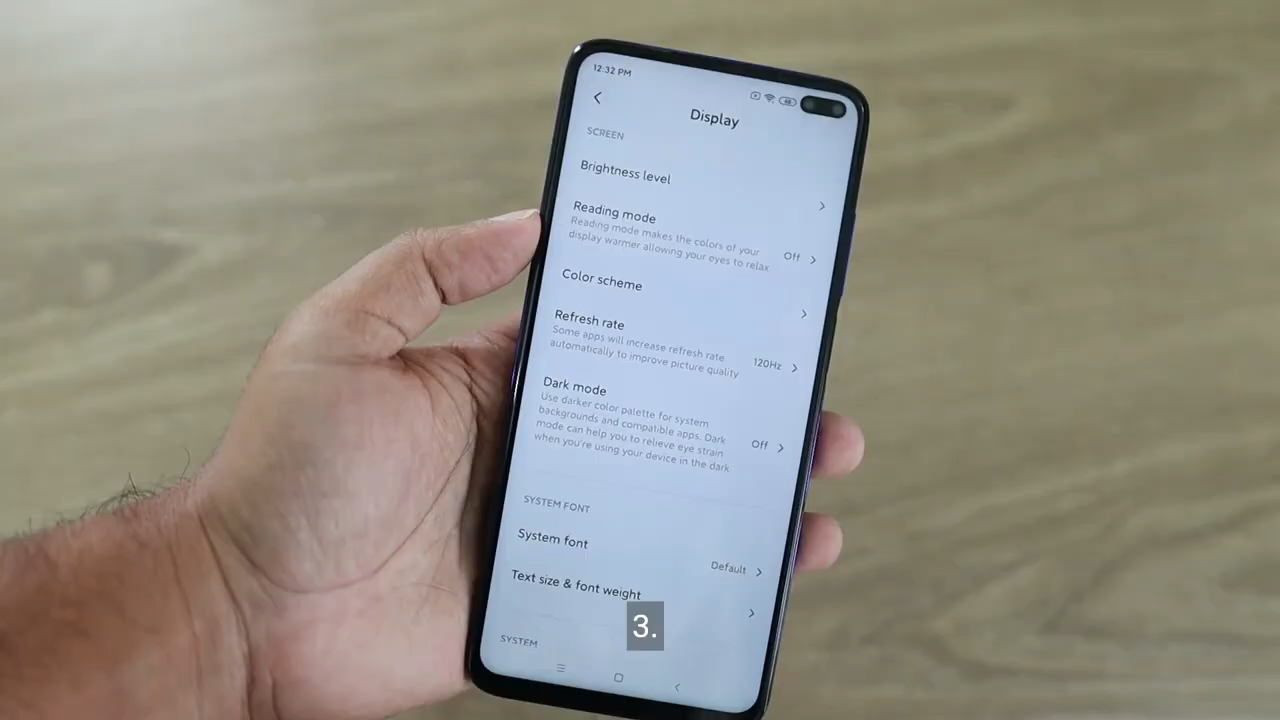 12:32 PM
Display
SCREEN
Brightness level
Reading mode
Reading mode makes the colors of your
display warmer allowing your eyes to relax
Off
Color scheme
Refresh rate
Some apps will increase refresh rate
automatically to improve picture quality
120Hz
Dark mode
Use darker color palette for system
backgrounds and compatible apps. Dark
mode can help you to relieve eye strain
when you're using your device in the dark
Off
SYSTEM FONT
System font
Default
Text size & font weight
3.
SYSTEM